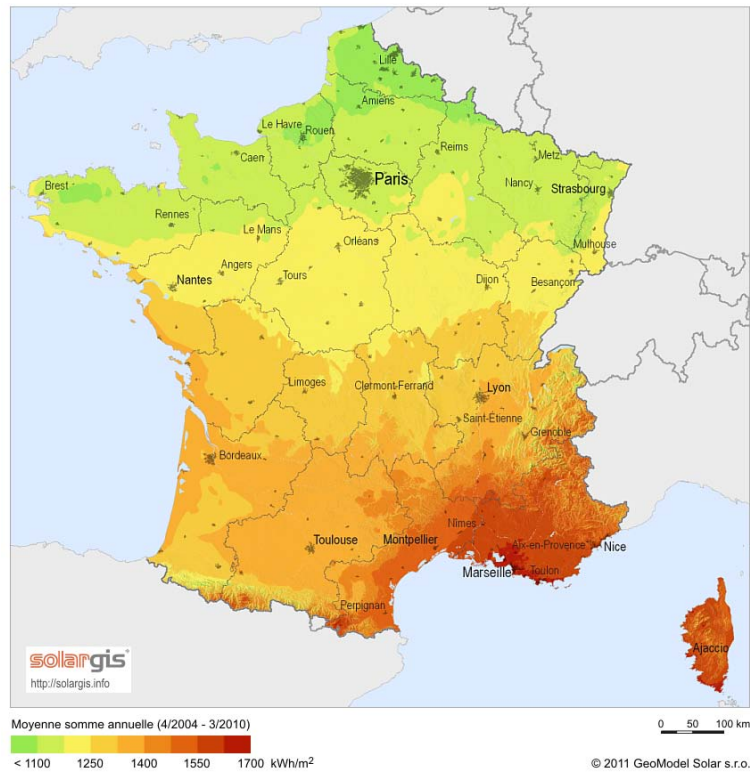 Lille
Amiens
Le Havre
Rouen
Caen
Reims
Metz
Paris
Nancy
Strasbourg
Brest
Rennes
Le Mans
Orléans
Mulhouse
Angers
Tours
Nantes
Dijon
Besançon
Limoges
Clermont-Ferrand
Lyon
Saint-Étienne
Grenoble
Bordeaux
Nîmes
Toulouse
Montpellier
Aix-en-Provence
Nice
Marseille
Toulon
Perpignan
Ajaccio
solargis®
http://solargis.info
Moyenne somme annuelle (4/2004 - 3/2010)
0 50 100 km
< 1100 1250 1400 1550 1700 kWh/m²
© 2011 GeoModel Solar s.r.o.